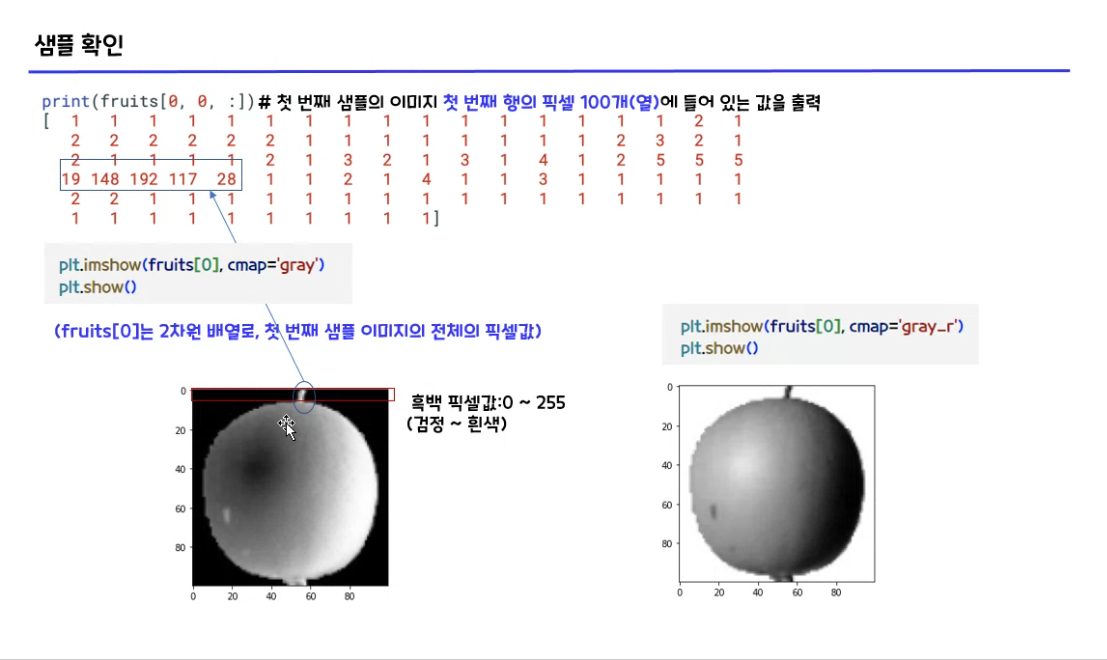 샘플 확인
print(fruits[0, 0, :]) # 첫 번째 샘플의 이미지 첫 번째 행의 픽셀 100개(열)에 들어 있는 값을 출력
[ 1 1 1 1 1 1 1 1 1 1 1 1 1 1 1 1 2 1
2 2 2 2 2 2 1 1 1 1 1 1 1 1 2 3 2 1
2 1 1 1 1 2 1 3 2 1 3 1 4 1 2 5 5 5
19 148 192 117 28 1 1 2 1 4 1 1 3 1 1 1 1 1
2 2 1 1 1 1 1 1 1 1 1 1 1 1 1 1 1 1
1 1 1 1 1 1 1 1 1 1]
plt.imshow(fruits[0], cmap='gray')
plt.show()
(fruits[0]는 2차원 배열로, 첫 번째 샘플 이미지의 전체의 픽셀값)
plt.imshow(fruits[0], cmap='gray_r')
plt.show()
흑백 픽셀값:0 ~ 255
(검정 ~ 흰색)
0
20
40
60
80
0 20 40 60 80
0
20
40
60
80
0 20 40 60 80